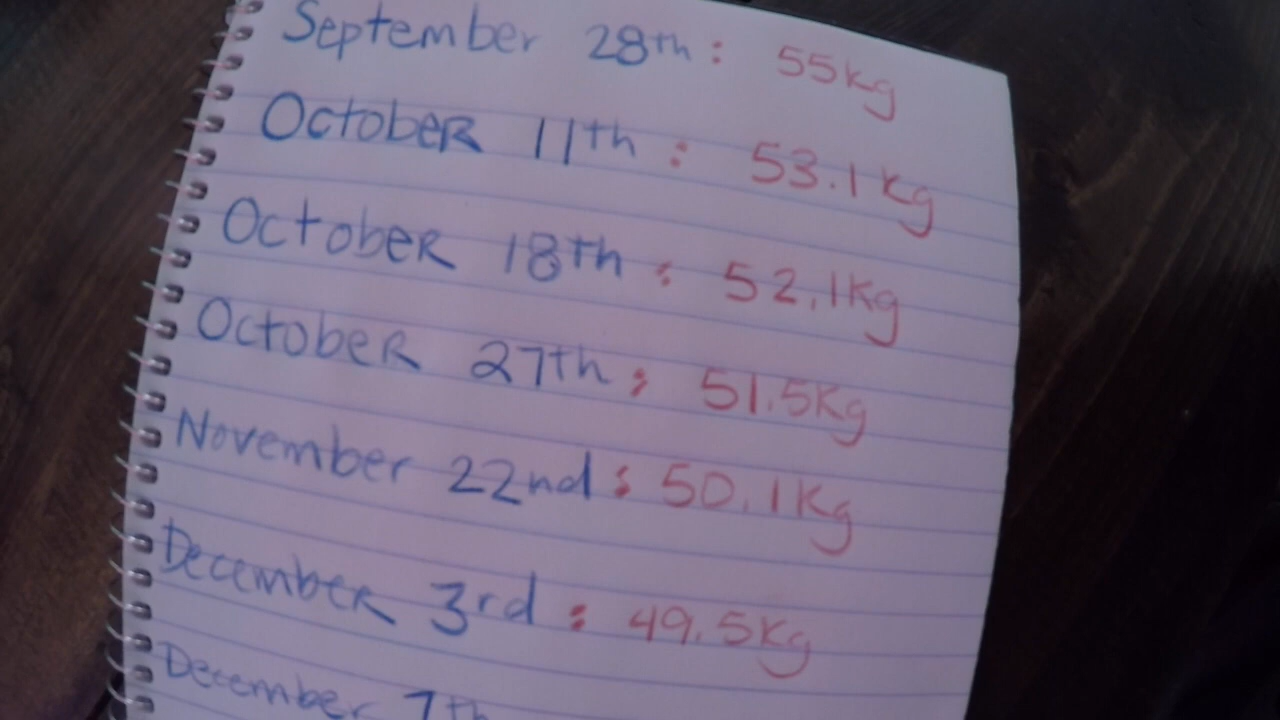 September 28th: 55kg
OctobeR 11th: 53.1kg
OctobeR 18th: 52.1Kg
OctobeR 27th: 51.5Kg
November 22nd: 50.1Kg
DecembeR 3rd: 49.5Kg
December 7th